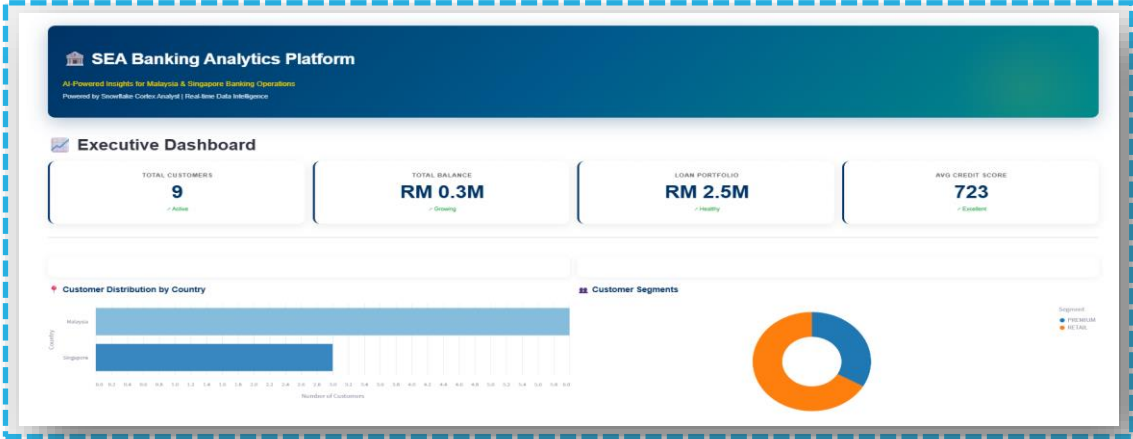 SEA Banking Analytics Platform
AI-Powered Insights for Malaysia & Singapore Banking Operations
Powered by Snowflake Cortex Analyst | Real-time Data Intelligence
Executive Dashboard
TOTAL CUSTOMERS
9
Active
TOTAL BALANCE
RM 0.3M
Growing
LOAN PORTFOLIO
RM 2.5M
Healthy
AVG CREDIT SCORE
723
Excellent
Customer Distribution by Country
Country
Malaysia
Singapore
Number of Customers
Customer Segments
Segment
PREMIUM
RETAIL